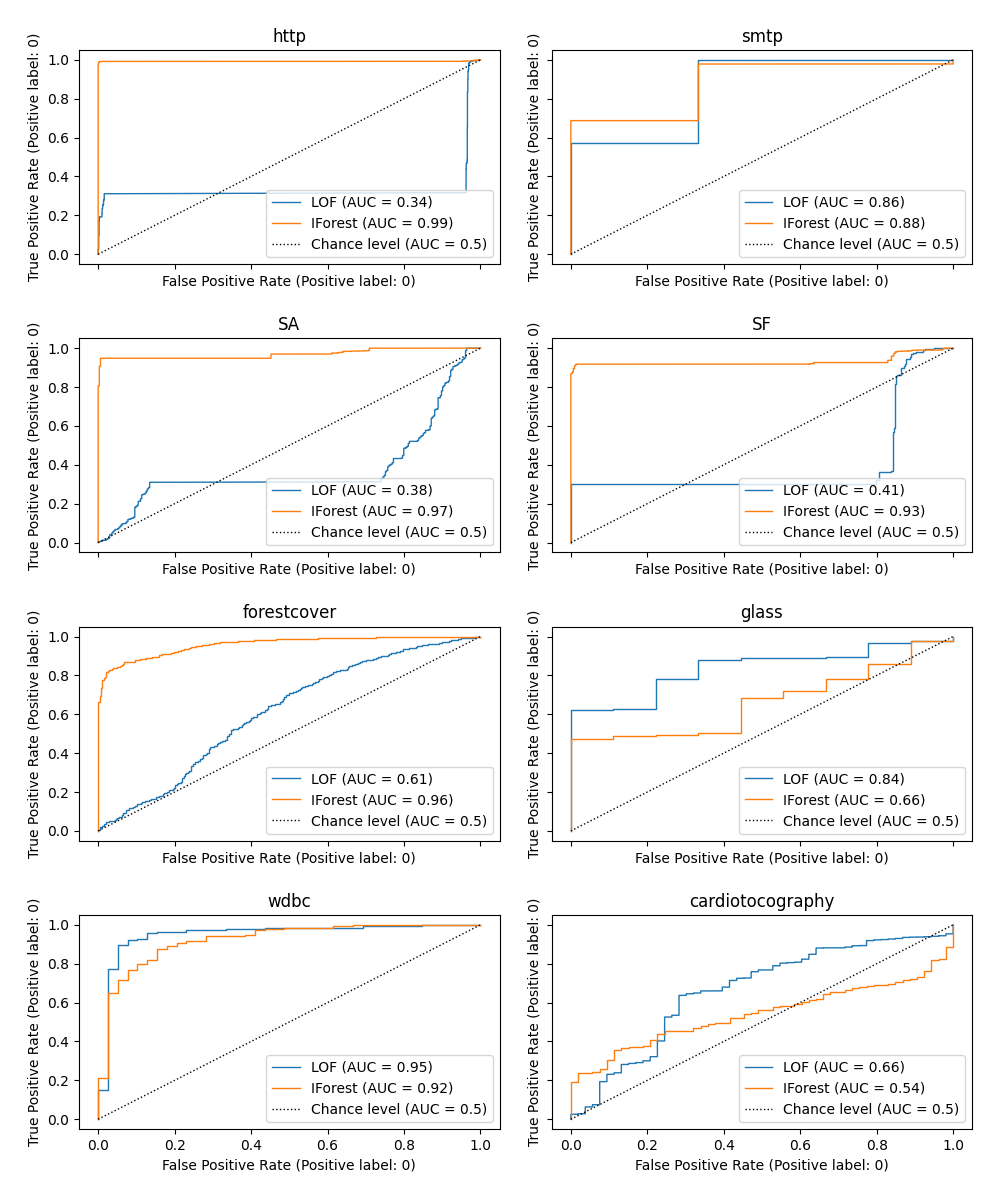 http
True Positive Rate (Positive label: 0)
1.0
0.8
0.6
0.4
0.2
0.0
LOF (AUC = 0.34)
IForest (AUC = 0.99)
Chance level (AUC = 0.5)
False Positive Rate (Positive label: 0)
smtp
True Positive Rate (Positive label: 0)
LOF (AUC = 0.86)
IForest (AUC = 0.88)
Chance level (AUC = 0.5)
False Positive Rate (Positive label: 0)
SA
True Positive Rate (Positive label: 0)
1.0
0.8
0.6
0.4
0.2
0.0
LOF (AUC = 0.38)
IForest (AUC = 0.97)
Chance level (AUC = 0.5)
False Positive Rate (Positive label: 0)
SF
True Positive Rate (Positive label: 0)
LOF (AUC = 0.41)
IForest (AUC = 0.93)
Chance level (AUC = 0.5)
False Positive Rate (Positive label: 0)
forestcover
True Positive Rate (Positive label: 0)
1.0
0.8
0.6
0.4
0.2
0.0
LOF (AUC = 0.61)
IForest (AUC = 0.96)
Chance level (AUC = 0.5)
False Positive Rate (Positive label: 0)
glass
True Positive Rate (Positive label: 0)
LOF (AUC = 0.84)
IForest (AUC = 0.66)
Chance level (AUC = 0.5)
False Positive Rate (Positive label: 0)
wdbc
True Positive Rate (Positive label: 0)
1.0
0.8
0.6
0.4
0.2
0.0
LOF (AUC = 0.95)
IForest (AUC = 0.92)
Chance level (AUC = 0.5)
0.0 0.2 0.4 0.6 0.8 1.0
False Positive Rate (Positive label: 0)
cardiotocography
True Positive Rate (Positive label: 0)
LOF (AUC = 0.66)
IForest (AUC = 0.54)
Chance level (AUC = 0.5)
0.0 0.2 0.4 0.6 0.8 1.0
False Positive Rate (Positive label: 0)